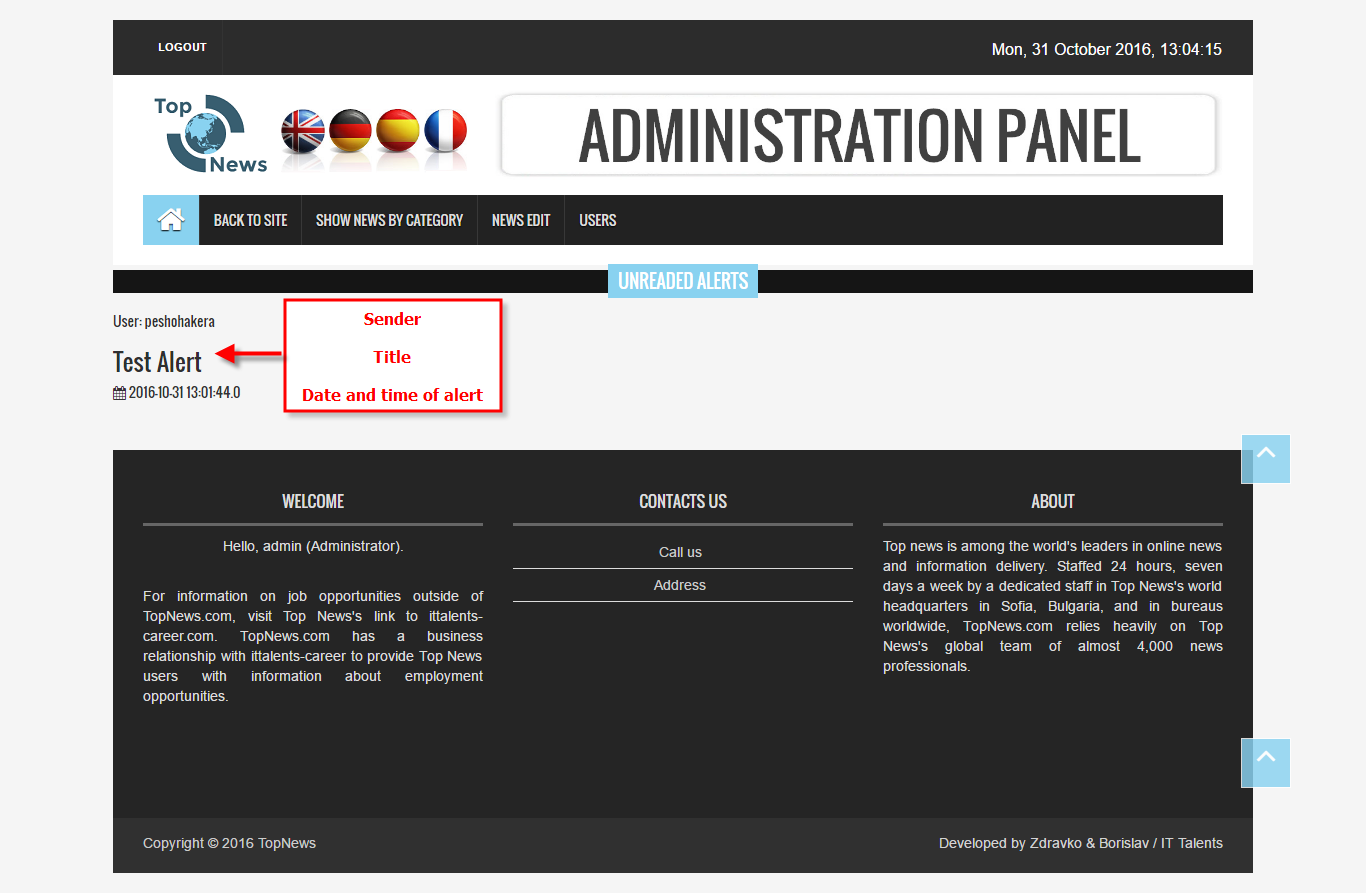 LOGOUT
Mon, 31 October 2016, 13:04:15
Top
News
ADMINISTRATION PANEL
BACK TO SITE
SHOW NEWS BY CATEGORY
NEWS EDIT
USERS
UNREADED ALERTS
User: peshohakera
Test Alert
2016-10-31 13:01:44.0
Sender
Title
Date and time of alert
WELCOME
Hello, admin (Administrator).
For information on job opportunities outside of
TopNews.com, visit Top News's link to ittalents-
career.com. TopNews.com has a business
relationship with ittalents-career to provide Top News
users with information about employment
opportunities.
CONTACTS US
Call us
Address
ABOUT
Top news is among the world's leaders in online news
and information delivery. Staffed 24 hours, seven
days a week by a dedicated staff in Top News's world
headquarters in Sofia, Bulgaria, and in bureaus
worldwide, TopNews.com relies heavily on Top
News's global team of almost 4,000 news
professionals.
Copyright © 2016 TopNews
Developed by Zdravko & Borislav / IT Talents